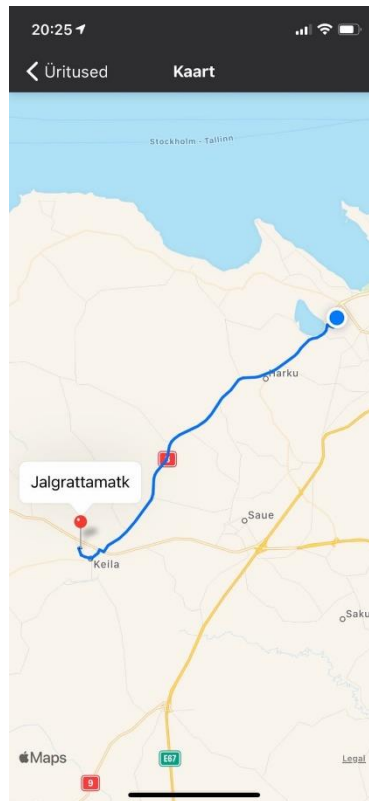 20:25
Üritused
Kaart
Stockholm - Tallinn
Harku
Jalgrattamatk
Saue
Keila
Saku
Maps
E67
Legal
9